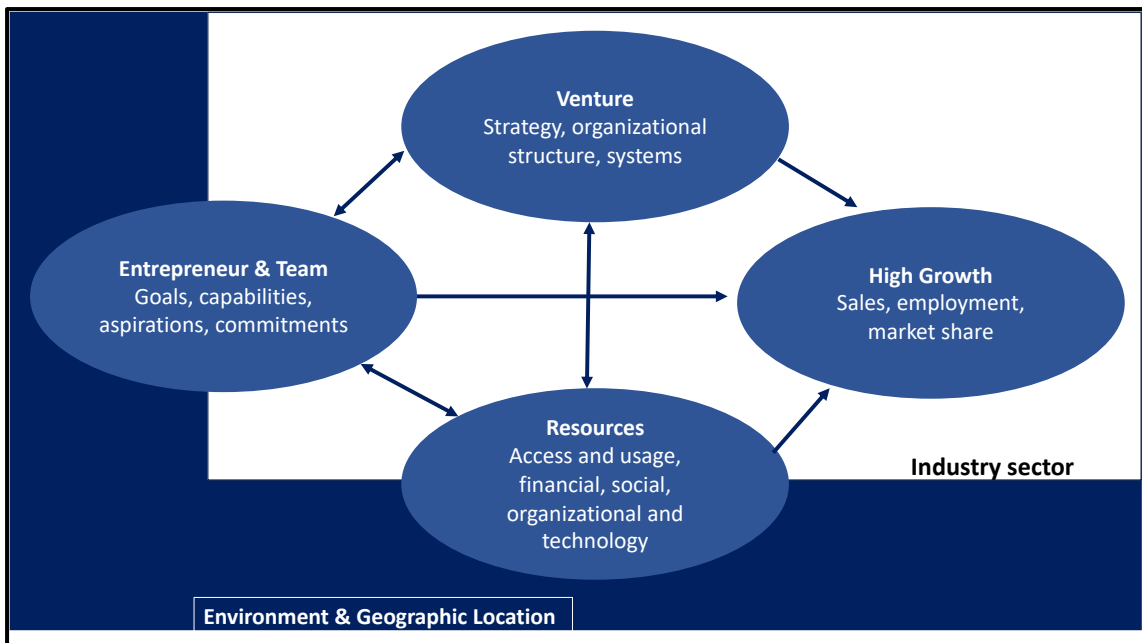 Venture
Strategy, organizational
structure, systems
Entrepreneur & Team
Goals, capabilities,
aspirations, commitments
High Growth
Sales, employment,
market share
Resources
Access and usage,
financial, social,
organizational and
technology
Industry sector
Environment & Geographic Location